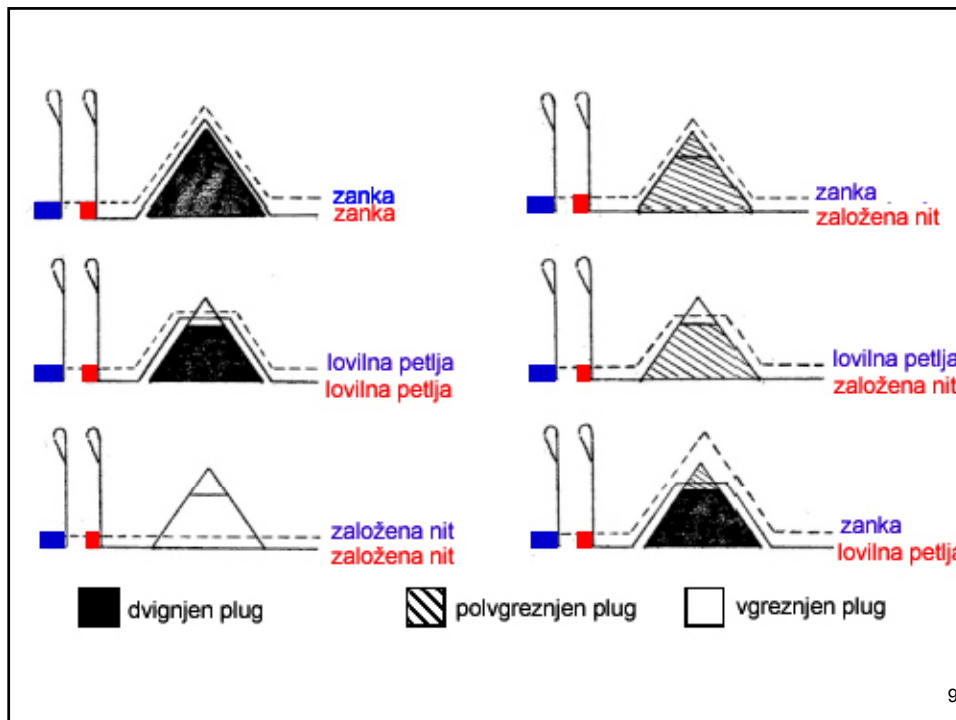 zanka
zanka
zanka
založena nit
lovilna petlja
lovilna petlja
lovilna petlja
založena nit
založena nit
založena nit
zanka
lovilna petlja
dvignjen plug
polvgreznjen plug
vgreznjen plug
9